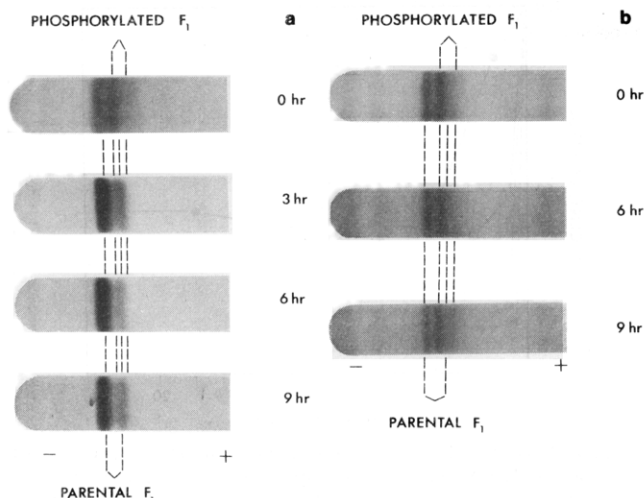 PHOSPHORYLATED F₁
a
0 hr
3 hr
6 hr
9 hr
− +
PARENTAL F
PHOSPHORYLATED F₁
b
0 hr
6 hr
9 hr
− +
PARENTAL F₁